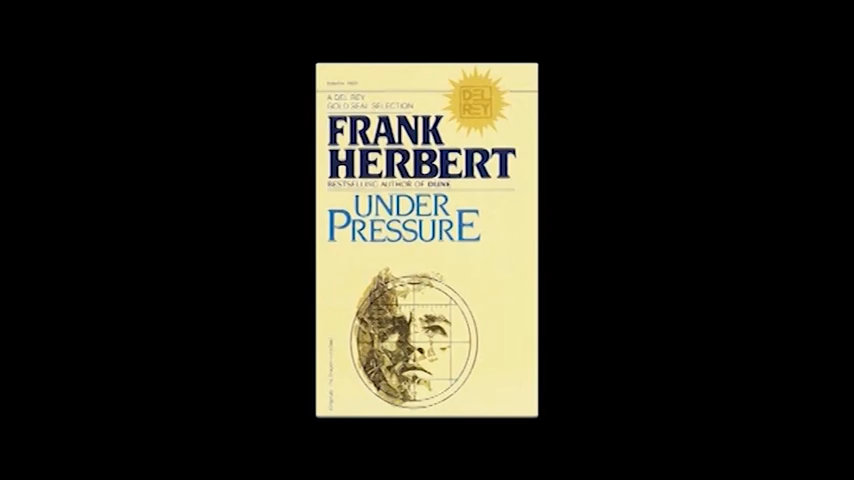 A DEL REY
GOLD SEAL SELECTION
DEL
REY
FRANK
HERBERT
BESTSELLING AUTHOR OF DUNE
UNDER
PRESSURE